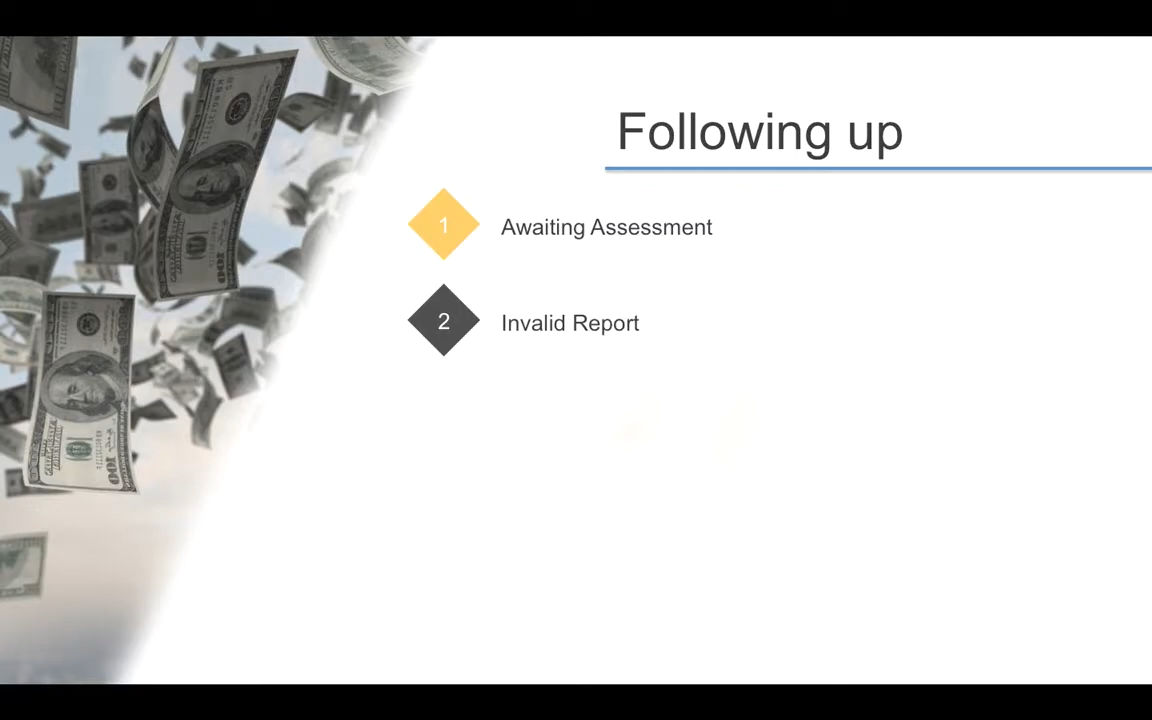 Following up
1 Awaiting Assessment
2 Invalid Report